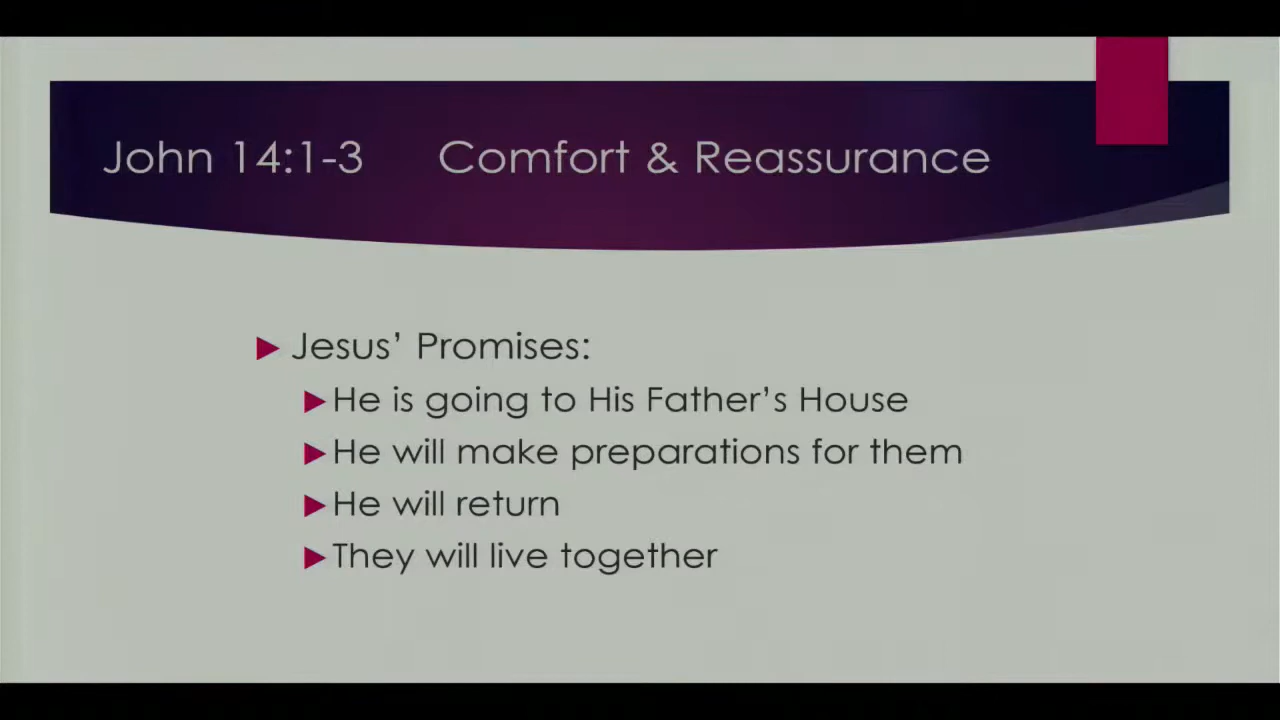 John 14:1-3 Comfort & Reassurance
Jesus’ Promises:
He is going to His Father’s House
He will make preparations for them
He will return
They will live together